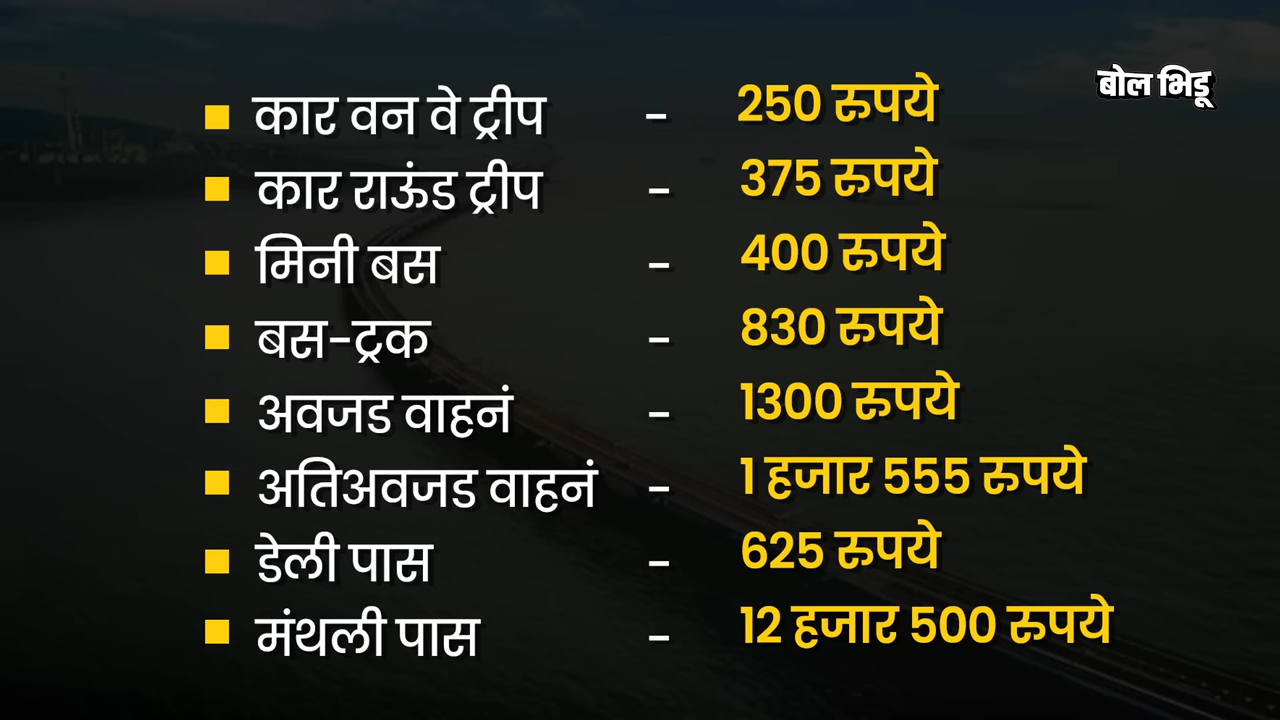 बोल भिडू
कार वन वे ट्रीप - 250 रुपये
कार राऊंड ट्रीप - 375 रुपये
मिनी बस - 400 रुपये
बस-ट्रक - 830 रुपये
अवजड वाहनं - 1300 रुपये
अतिअवजड वाहनं - 1 हजार 555 रुपये
डेली पास - 625 रुपये
मंथली पास - 12 हजार 500 रुपये